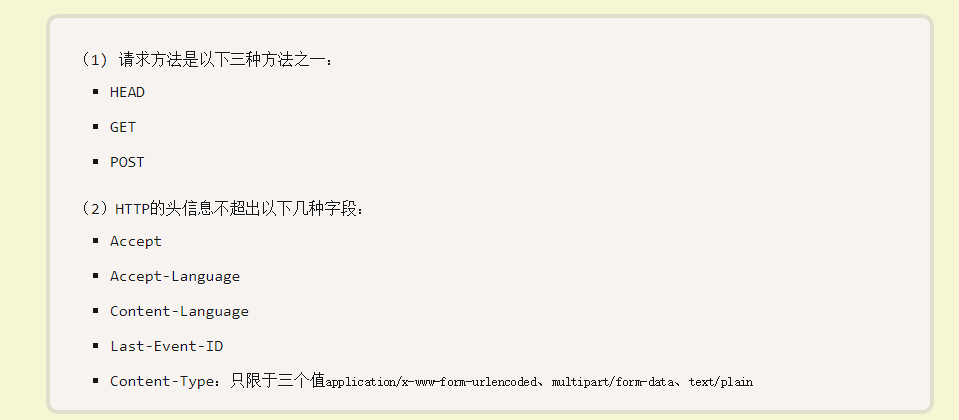 （1） 请求方法是以下三种方法之一：
HEAD
GET
POST
（2）HTTP的头信息不超出以下几种字段：
Accept
Accept-Language
Content-Language
Last-Event-ID
Content-Type：只限于三个值application/x-www-form-urlencoded、multipart/form-data、text/plain